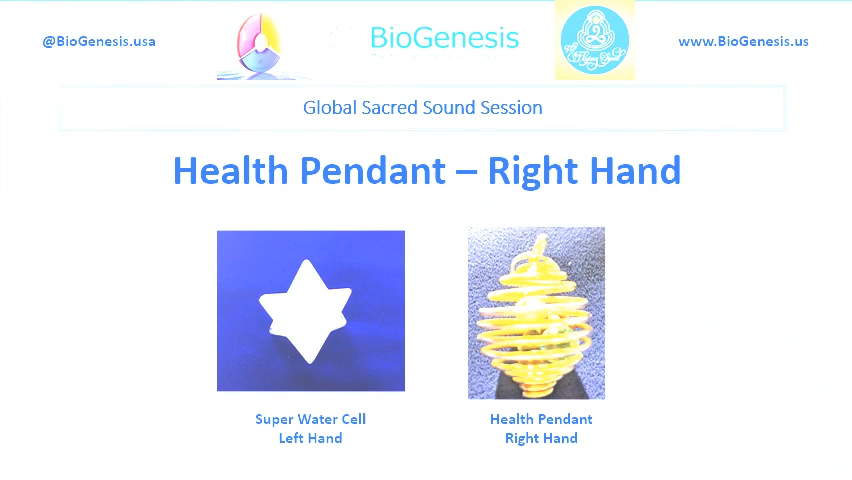 @BioGenesis.usa
BioGenesis
www.BioGenesis.us
Global Sacred Sound Session
Health Pendant – Right Hand
Super Water Cell
Left Hand
Health Pendant
Right Hand